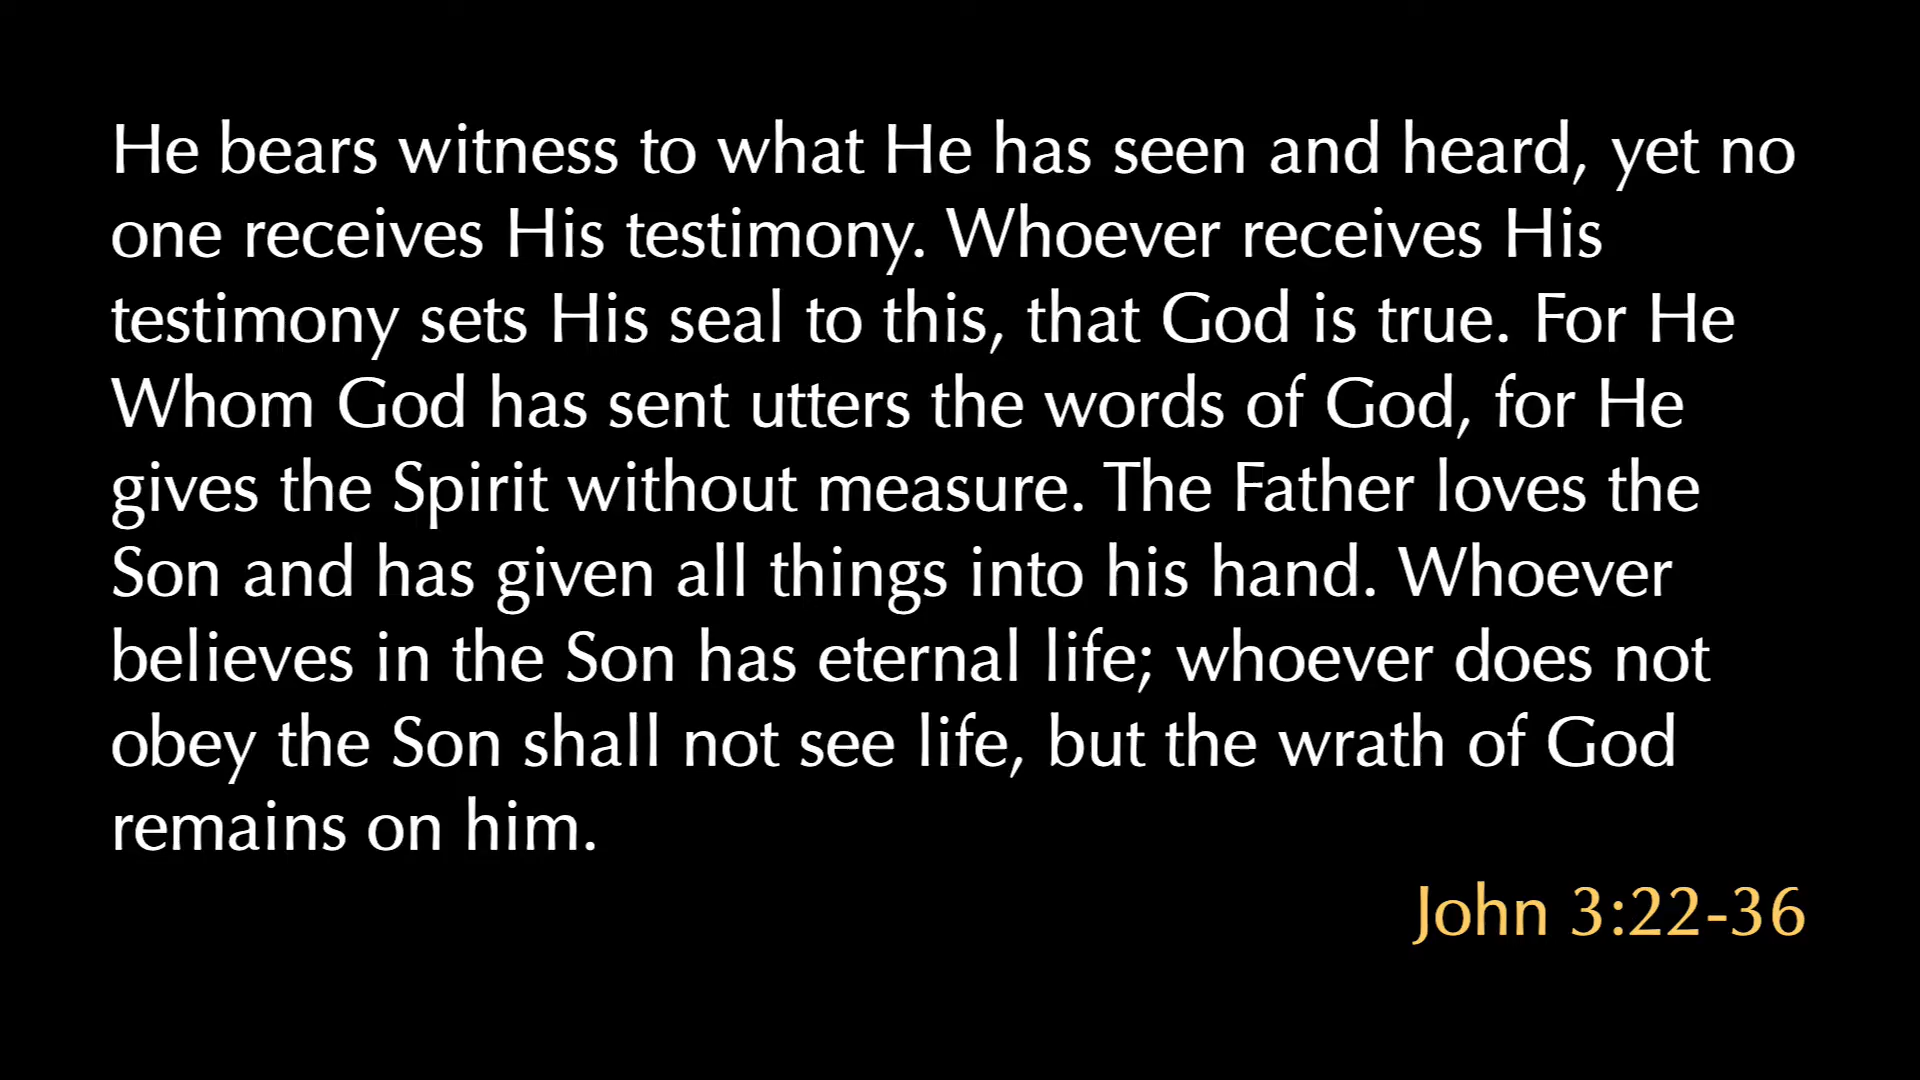 He bears witness to what He has seen and heard, yet no
one receives His testimony. Whoever receives His
testimony sets His seal to this, that God is true. For He
Whom God has sent utters the words of God, for He
gives the Spirit without measure. The Father loves the
Son and has given all things into his hand. Whoever
believes in the Son has eternal life; whoever does not
obey the Son shall not see life, but the wrath of God
remains on him.
John 3:22-36